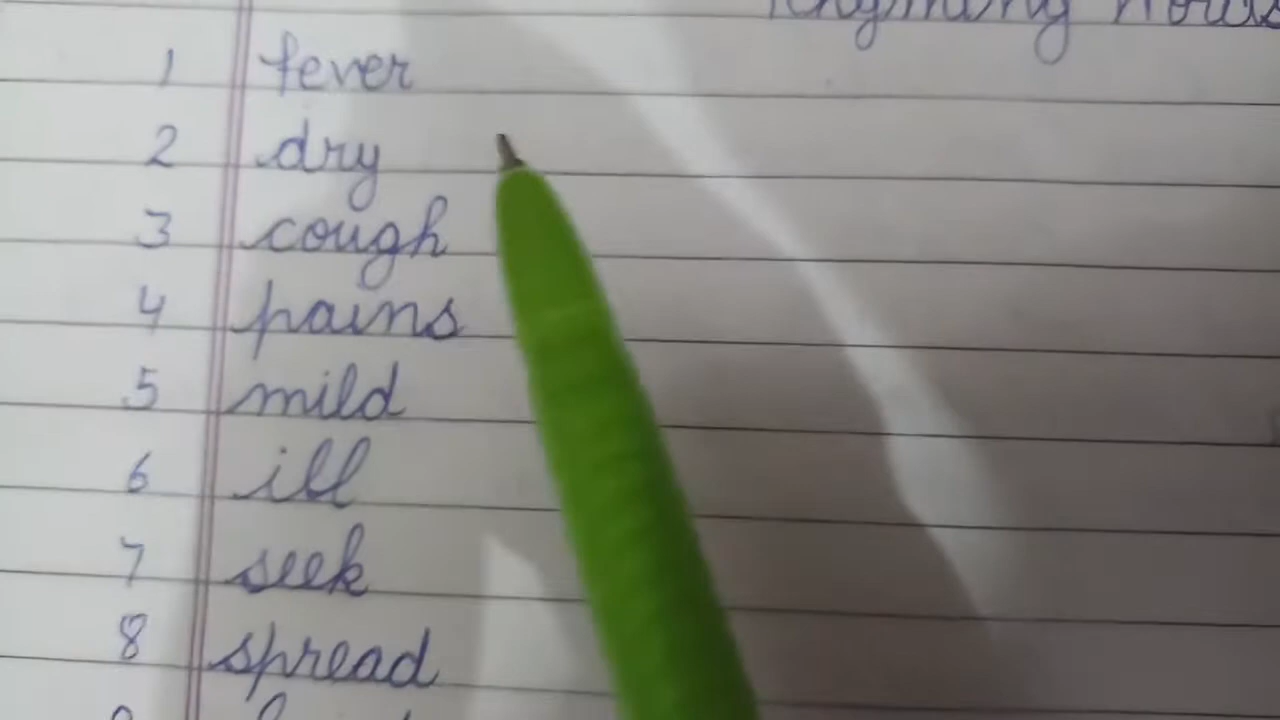 1 fever
2 dry
3 cough
4 pains
5 mild
6 ill
7 seek
8 spread